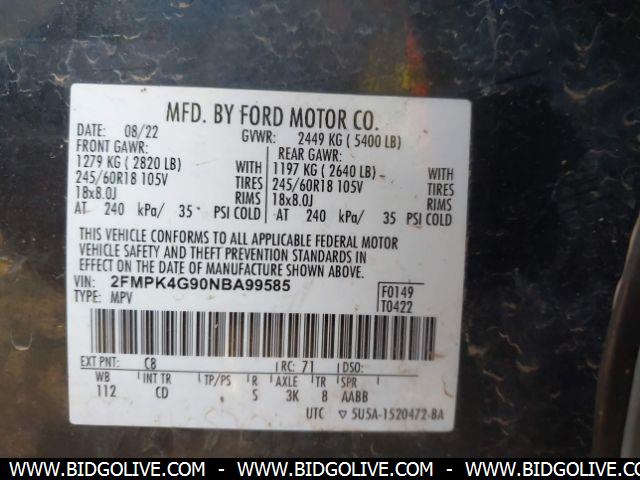 MFD. BY FORD MOTOR CO.
DATE: 08/22 GVWR: 2449 KG ( 5400 LB)
FRONT GAWR: REAR GAWR:
1279 KG ( 2820 LB) WITH 1197 KG ( 2640 LB) WITH
245/60R18 105V TIRES 245/60R18 105V TIRES
18x8.0J RIMS 18x8.0J RIMS
AT 240 kPa/ 35 PSI COLD AT 240 kPa/ 35 PSI COLD
THIS VEHICLE CONFORMS TO ALL APPLICABLE FEDERAL MOTOR
VEHICLE SAFETY AND THEFT PREVENTION STANDARDS IN
EFFECT ON THE DATE OF MANUFACTURE SHOWN ABOVE.
VIN: 2FMPK4G90NBA99585 F0149
TYPE: MPV T0422
EXT PNT: C8 RC: 71 DSO:
WB INT TR TP/PS R AXLE TR SPR
112 CD S 3K 8 AABB
UTC ▽ 5U5A-1520472-BA
WWW.BIDGOLIVE.COM - WWW.BIDGOLIVE.COM - WWW.BIDGOLIVE.COM